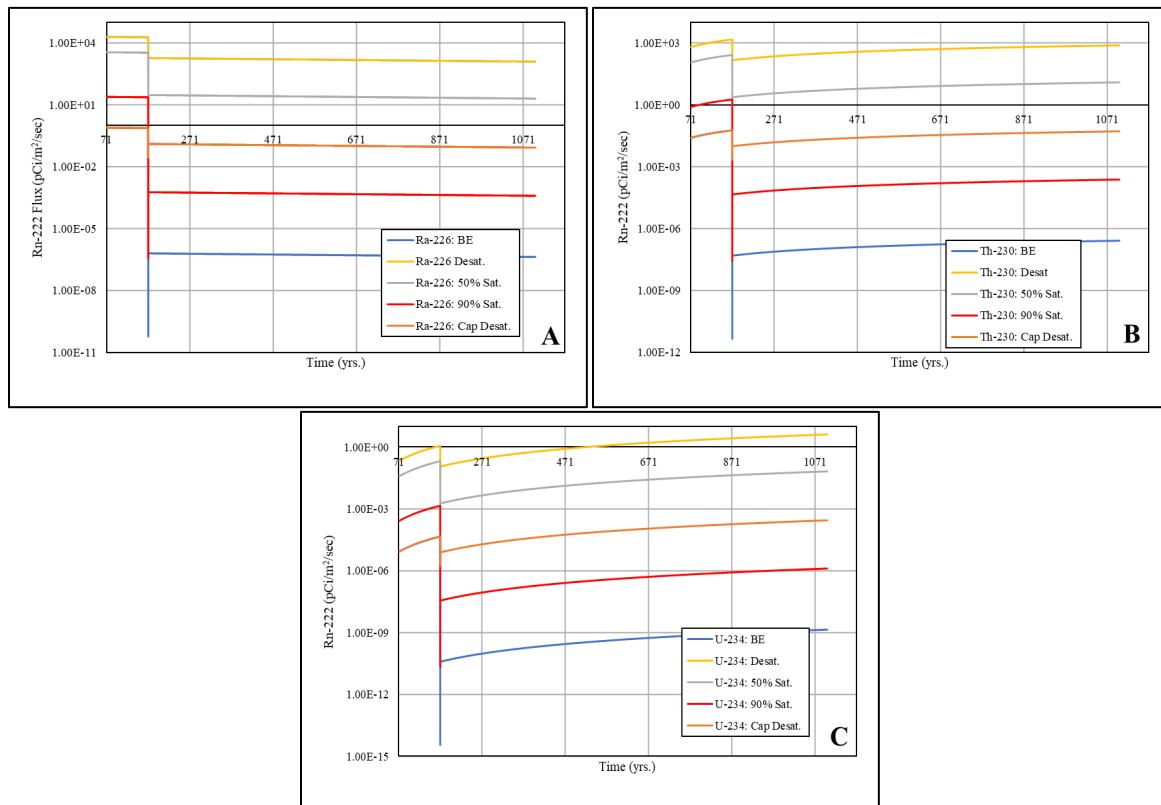 1.00E+04
1.00E+01
71 271 471 671 871 1071
1.00E-02
1.00E-05
1.00E-08
1.00E-11
Rn-222 Flux (pCi/m²/sec)
Time (yrs.)
Ra-226: BE
Ra-226 Desat.
Ra-226: 50% Sat.
Ra-226: 90% Sat.
Ra-226: Cap Desat.
A
1.00E+03
1.00E+00
71 271 471 671 871 1071
1.00E-03
1.00E-06
1.00E-09
1.00E-12
Rn-222 (pCi/m²/sec)
Time (yrs.)
Th-230: BE
Th-230: Desat
Th-230: 50% Sat.
Th-230: 90% Sat.
Th-230: Cap Desat.
B
1.00E+00
71 271 471 671 871 1071
1.00E-03
1.00E-06
1.00E-09
1.00E-12
1.00E-15
Rn-222 (pCi/m²/sec)
Time (yrs.)
U-234: BE
U-234: Desat.
U-234: 50% Sat.
U-234: 90% Sat.
U-234: Cap Desat.
C